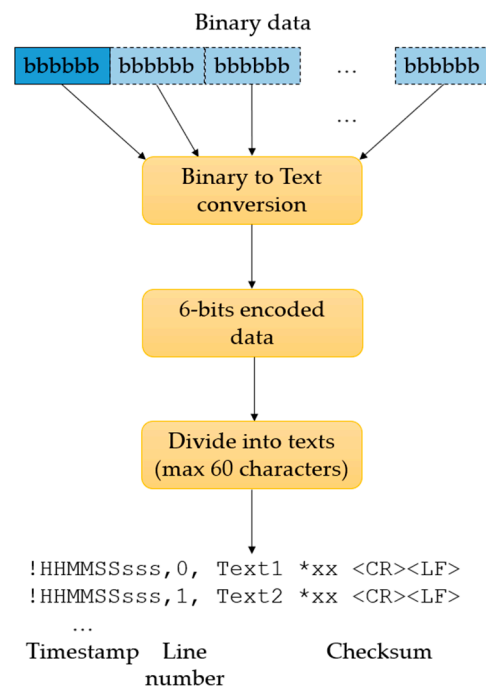 Binary data
bbbbbb bbbbbb bbbbbb ... bbbbbb
...
Binary to Text
conversion
6-bits encoded
data
Divide into texts
(max 60 characters)
!HHMMSSsss,0, Text1 *xx <CR><LF>
!HHMMSSsss,1, Text2 *xx <CR><LF>
...
Timestamp Line Checksum
number